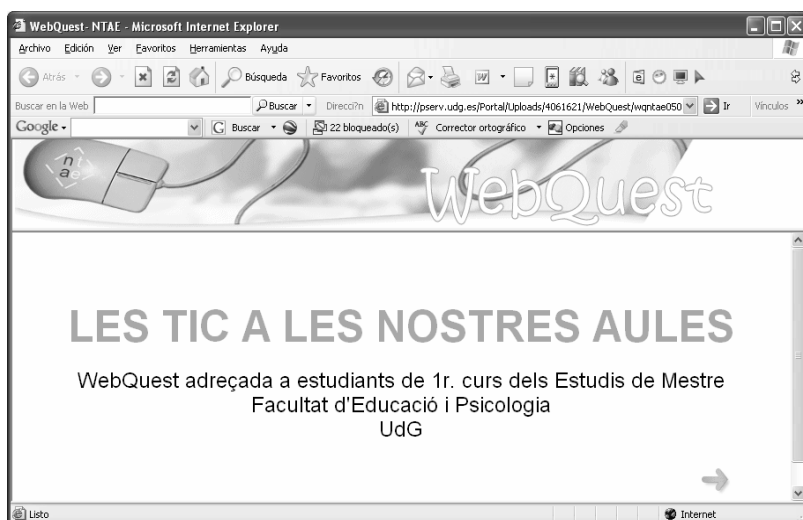 WebQuest- NTAE - Microsoft Internet Explorer
Archivo Edición Ver Favoritos Herramientas Ayuda
Atrás Búsqueda Favoritos
Buscar en la Web Buscar Direcci?n http://pserv.udg.es/Portal/Uploads/4061621/WebQuest/wqntae050 Ir Vínculos »
Google Buscar 22 bloqueado(s) ABC Corrector ortográfico Opciones
n t
ae WebQuest
LES TIC A LES NOSTRES AULES
WebQuest adreçada a estudiants de 1r. curs dels Estudis de Mestre
Facultat d'Educació i Psicologia
UdG
Listo Internet